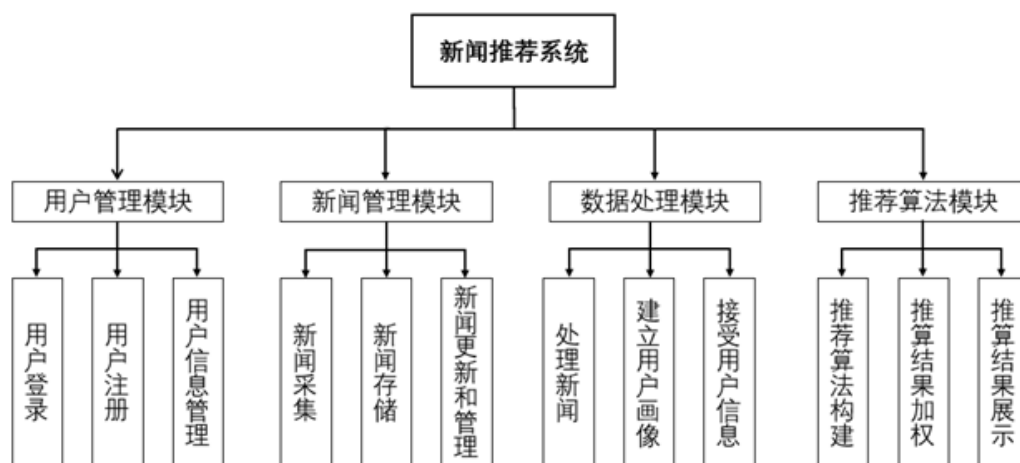 新闻推荐系统
用户管理模块
新闻管理模块
数据处理模块
推荐算法模块
用户登录
用户注册
用户信息管理
新闻采集
新闻存储
新闻更新和管理
处理新闻
建立用户画像
接受用户信息
推荐算法构建
推算结果加权
推算结果展示